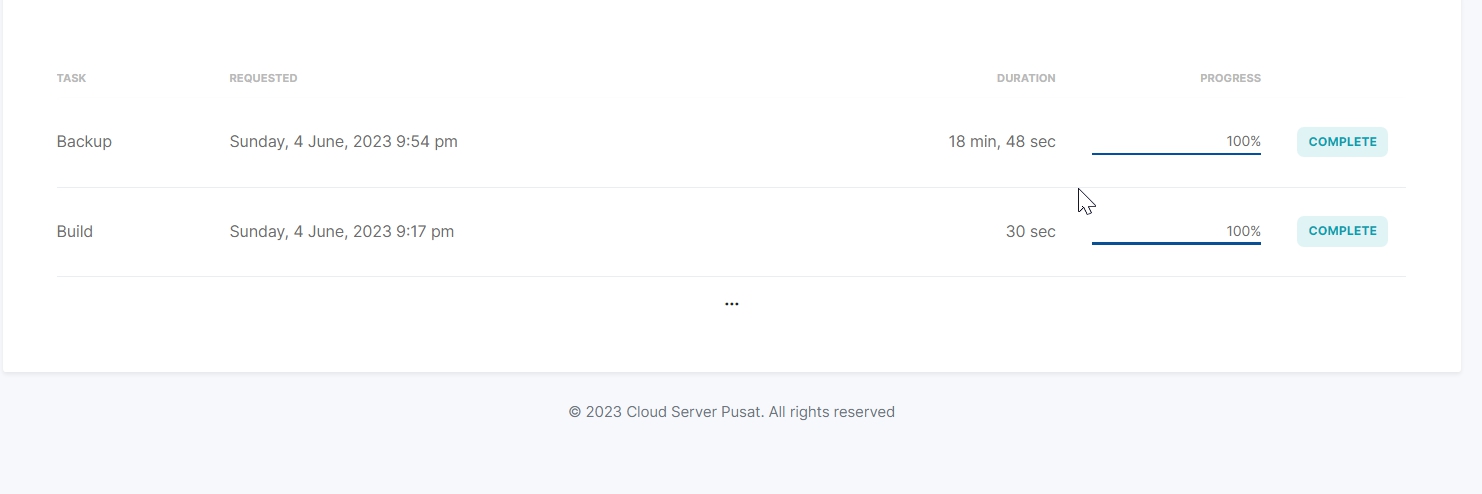 TASK REQUESTED DURATION PROGRESS
Backup Sunday, 4 June, 2023 9:54 pm 18 min, 48 sec 100% COMPLETE
Build Sunday, 4 June, 2023 9:17 pm 30 sec 100% COMPLETE
...
© 2023 Cloud Server Pusat. All rights reserved